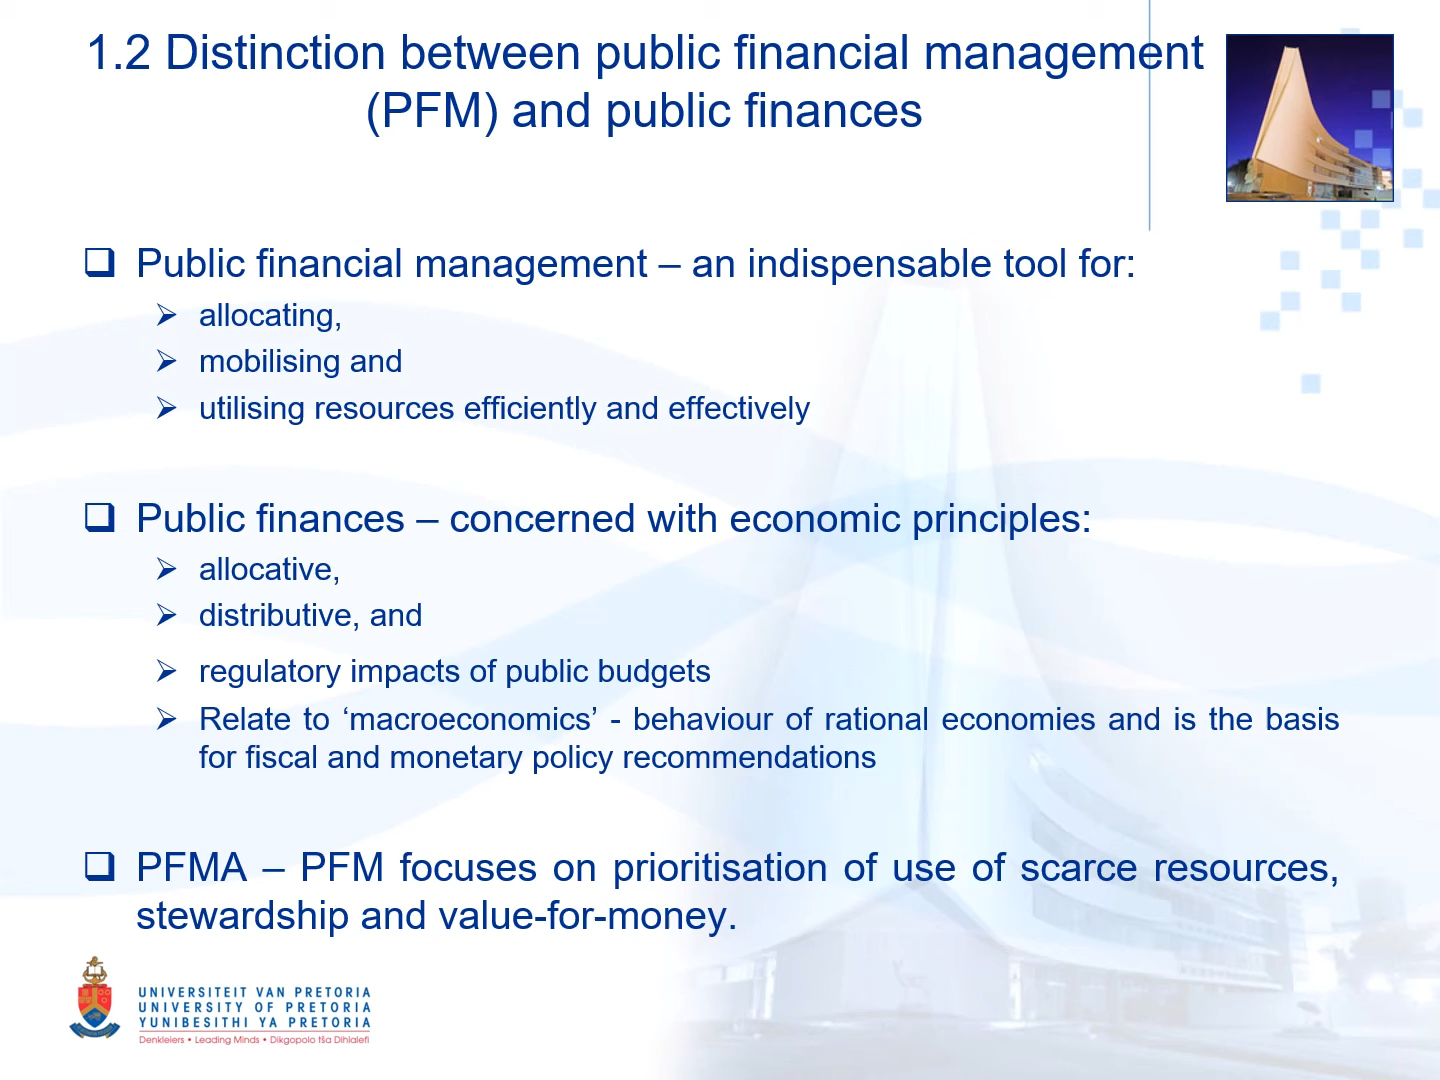 1.2 Distinction between public financial management
(PFM) and public finances
❑ Public financial management – an indispensable tool for:
➢ allocating,
➢ mobilising and
➢ utilising resources efficiently and effectively
❑ Public finances – concerned with economic principles:
➢ allocative,
➢ distributive, and
➢ regulatory impacts of public budgets
➢ Relate to ‘macroeconomics’ - behaviour of rational economies and is the basis
for fiscal and monetary policy recommendations
❑ PFMA – PFM focuses on prioritisation of use of scarce resources,
stewardship and value-for-money.
UNIVERSITEIT VAN PRETORIA
UNIVERSITY OF PRETORIA
YUNIBESITHI YA PRETORIA
Denkleiers • Leading Minds • Dikgopolo tša Dihlalefi